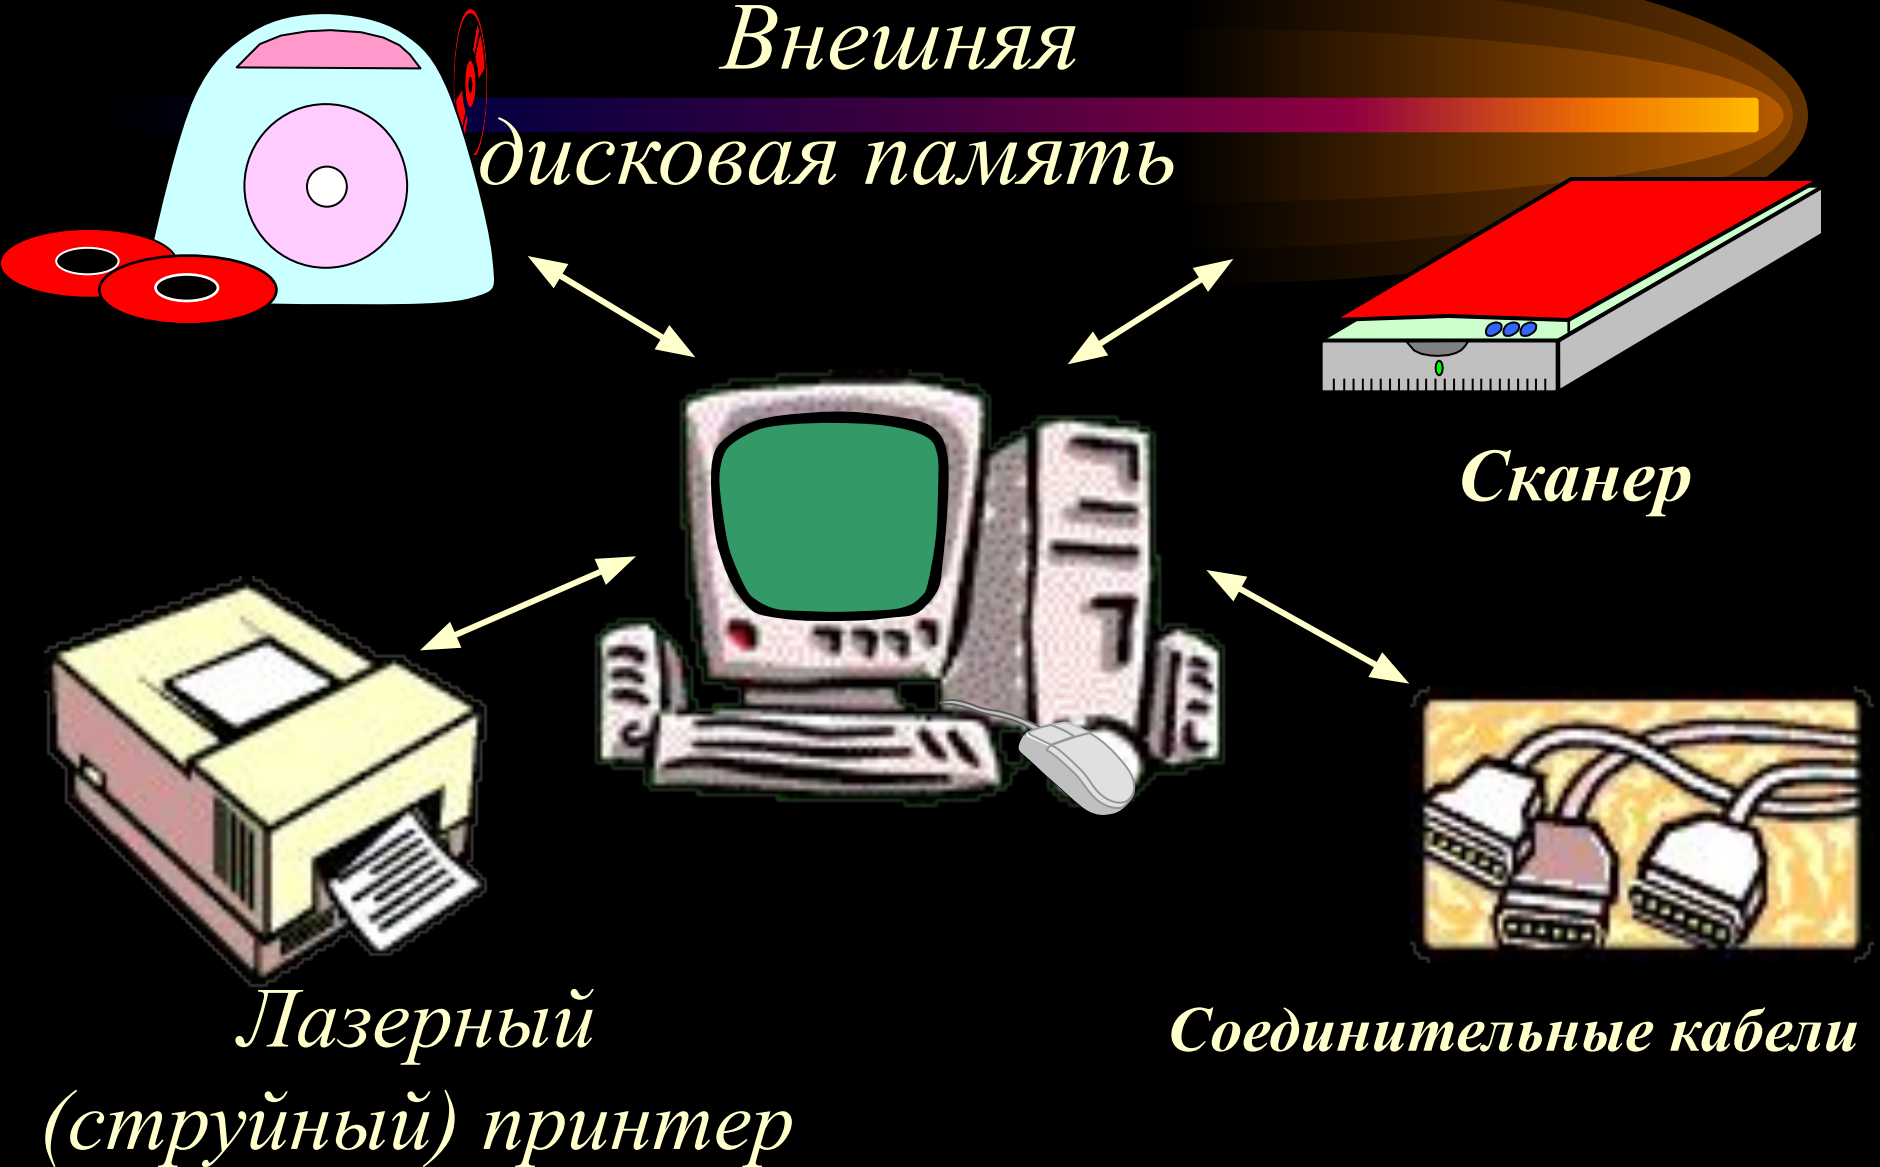 Внешняя
дисковая память
Сканер
Лазерный
(струйный) принтер
Соединительные кабели